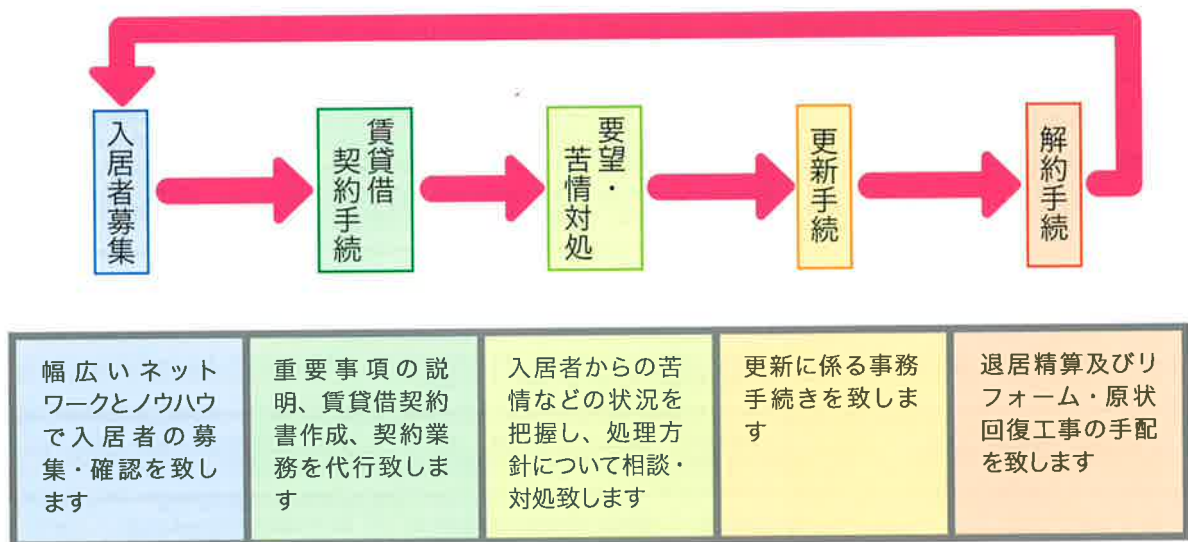 入居者募集
賃貸借
契約手続
要望・
苦情対処
更新手続
解約手続
幅広いネット
ワークとノウハウ
で入居者の募
集・確認を致し
ます
重要事項の説
明、賃貸借契約
書作成、契約業
務を代行致しま
す
入居者からの苦
情などの状況を
把握し、処理方
針について相談・
対処致します
更新に係る事務
手続きを致しま
す
退居精算及びリ
フォーム・原状
回復工事の手配
を致します